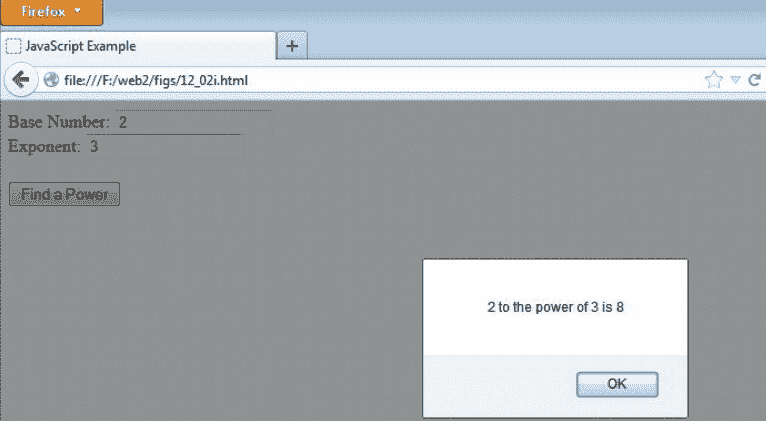 Firefox
JavaScript Example
file:///F:/web2/figs/12_02i.html
Base Number: 2
Exponent: 3
Find a Power
2 to the power of 3 is 8
OK